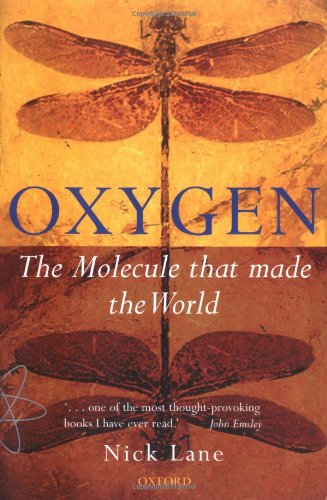 OXYGEN
The Molecule that made
the World
'. . . one of the most thought-provoking
books I have ever read.' John Emsley
Nick Lane
OXFORD